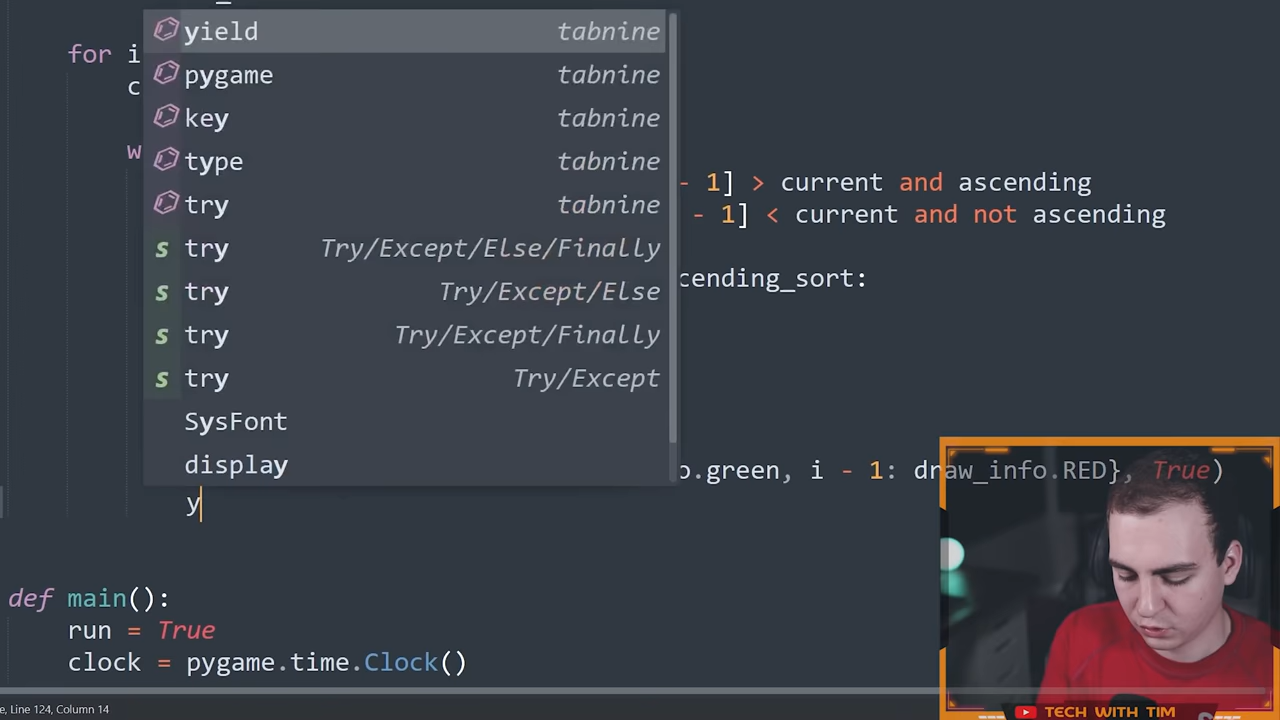 yield tabnine
for i
pygame tabnine
c
key tabnine
w
type tabnine
- 1] > current and ascending
try tabnine
- 1] < current and not ascending
try Try/Except/Else/Finally
cending_sort:
try Try/Except/Else
try Try/Except/Finally
try Try/Except
SysFont
display
o.green, i - 1: draw_info.RED}, True)
y
def main():
run = True
clock = pygame.time.Clock()
e, Line 124, Column 14
TECH WITH TIM